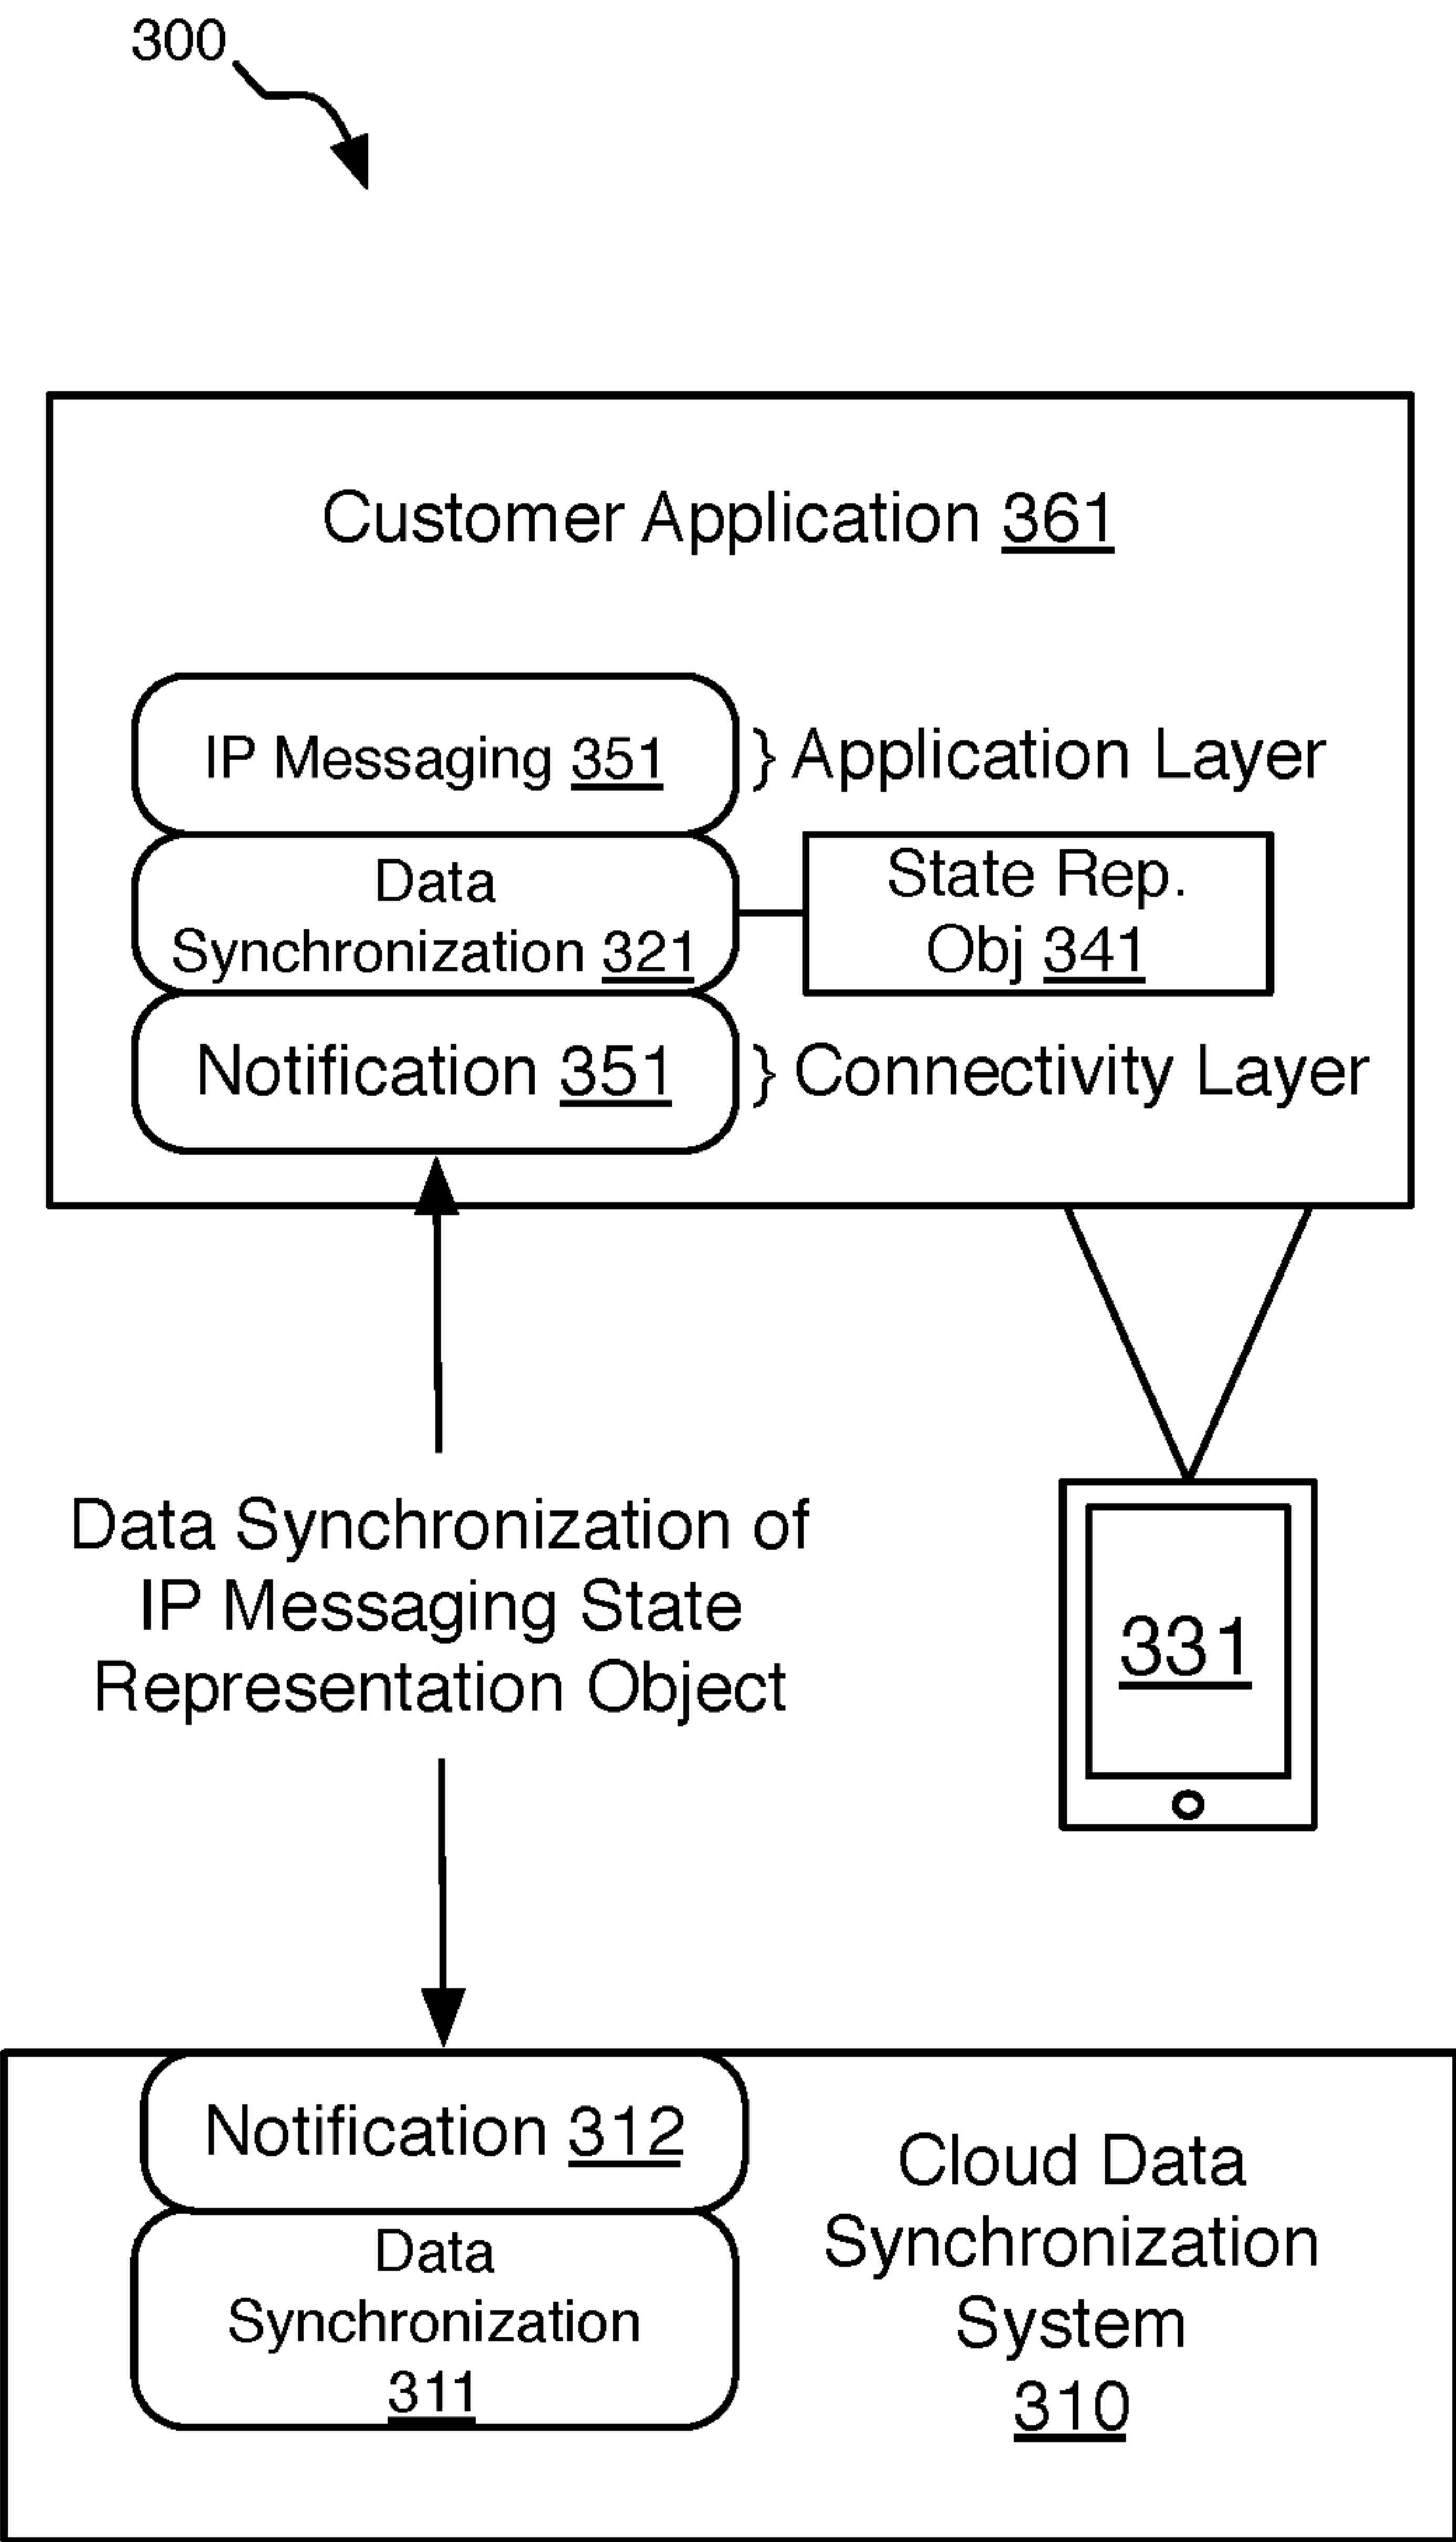 300
Customer Application 361
IP Messaging 351
} Application Layer
Data
Synchronization 321
State Rep.
Obj 341
Notification 351
} Connectivity Layer
Data Synchronization of
IP Messaging State
Representation Object
331
Notification 312
Data
Synchronization
311
Cloud Data
Synchronization
System
310